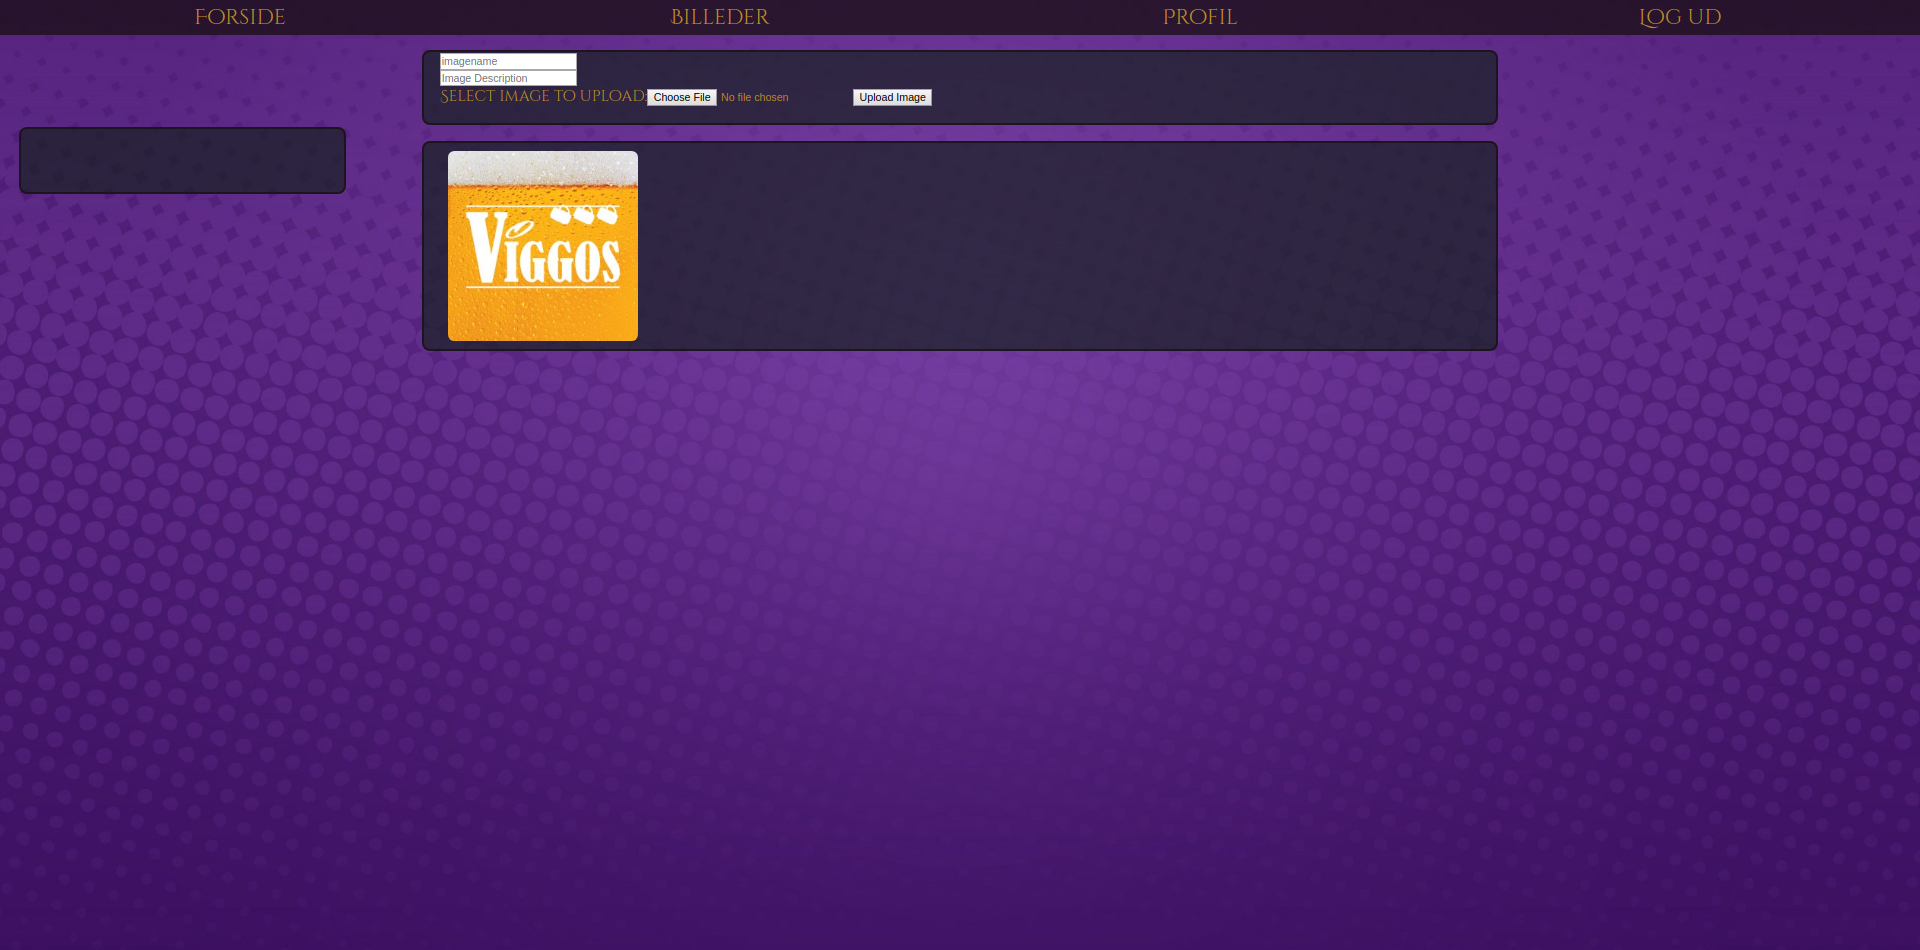 Forside Billeder Profil Log ud
imagename
Image Description
Select image to upload: Choose File No file chosen Upload Image
VIGGOS